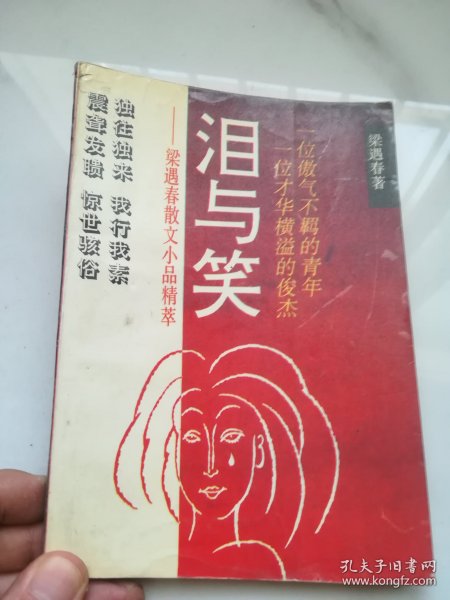 泪与笑
——梁遇春散文小品精萃
一位傲气不羁的青年
一位才华横溢的俊杰
梁遇春著
独往独来 我行我素
震聋发聩 惊世骇俗
孔夫子旧书网
www.kongfz.com